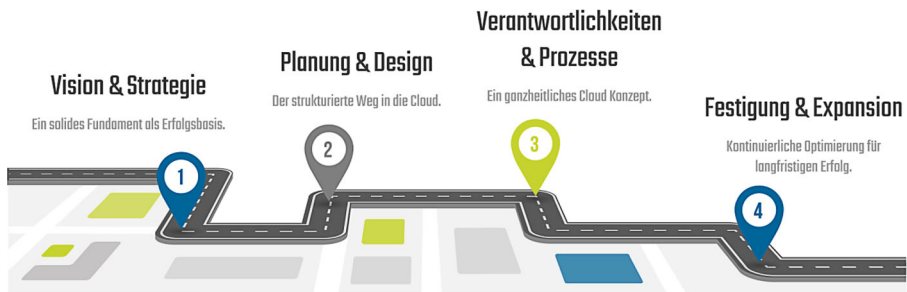 Vision & Strategie
Ein solides Fundament als Erfolgsbasis.
1
Planung & Design
Der strukturierte Weg in die Cloud.
2
Verantwortlichkeiten
& Prozesse
Ein ganzheitliches Cloud Konzept.
3
Festigung & Expansion
Kontinuierliche Optimierung für
langfristigen Erfolg.
4